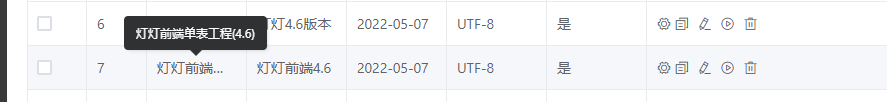 6 灯4.6版本 2022-05-07 UTF-8 是
灯灯前端单表工程(4.6)
7 灯灯前端... 灯灯前端4.6 2022-05-07 UTF-8 是